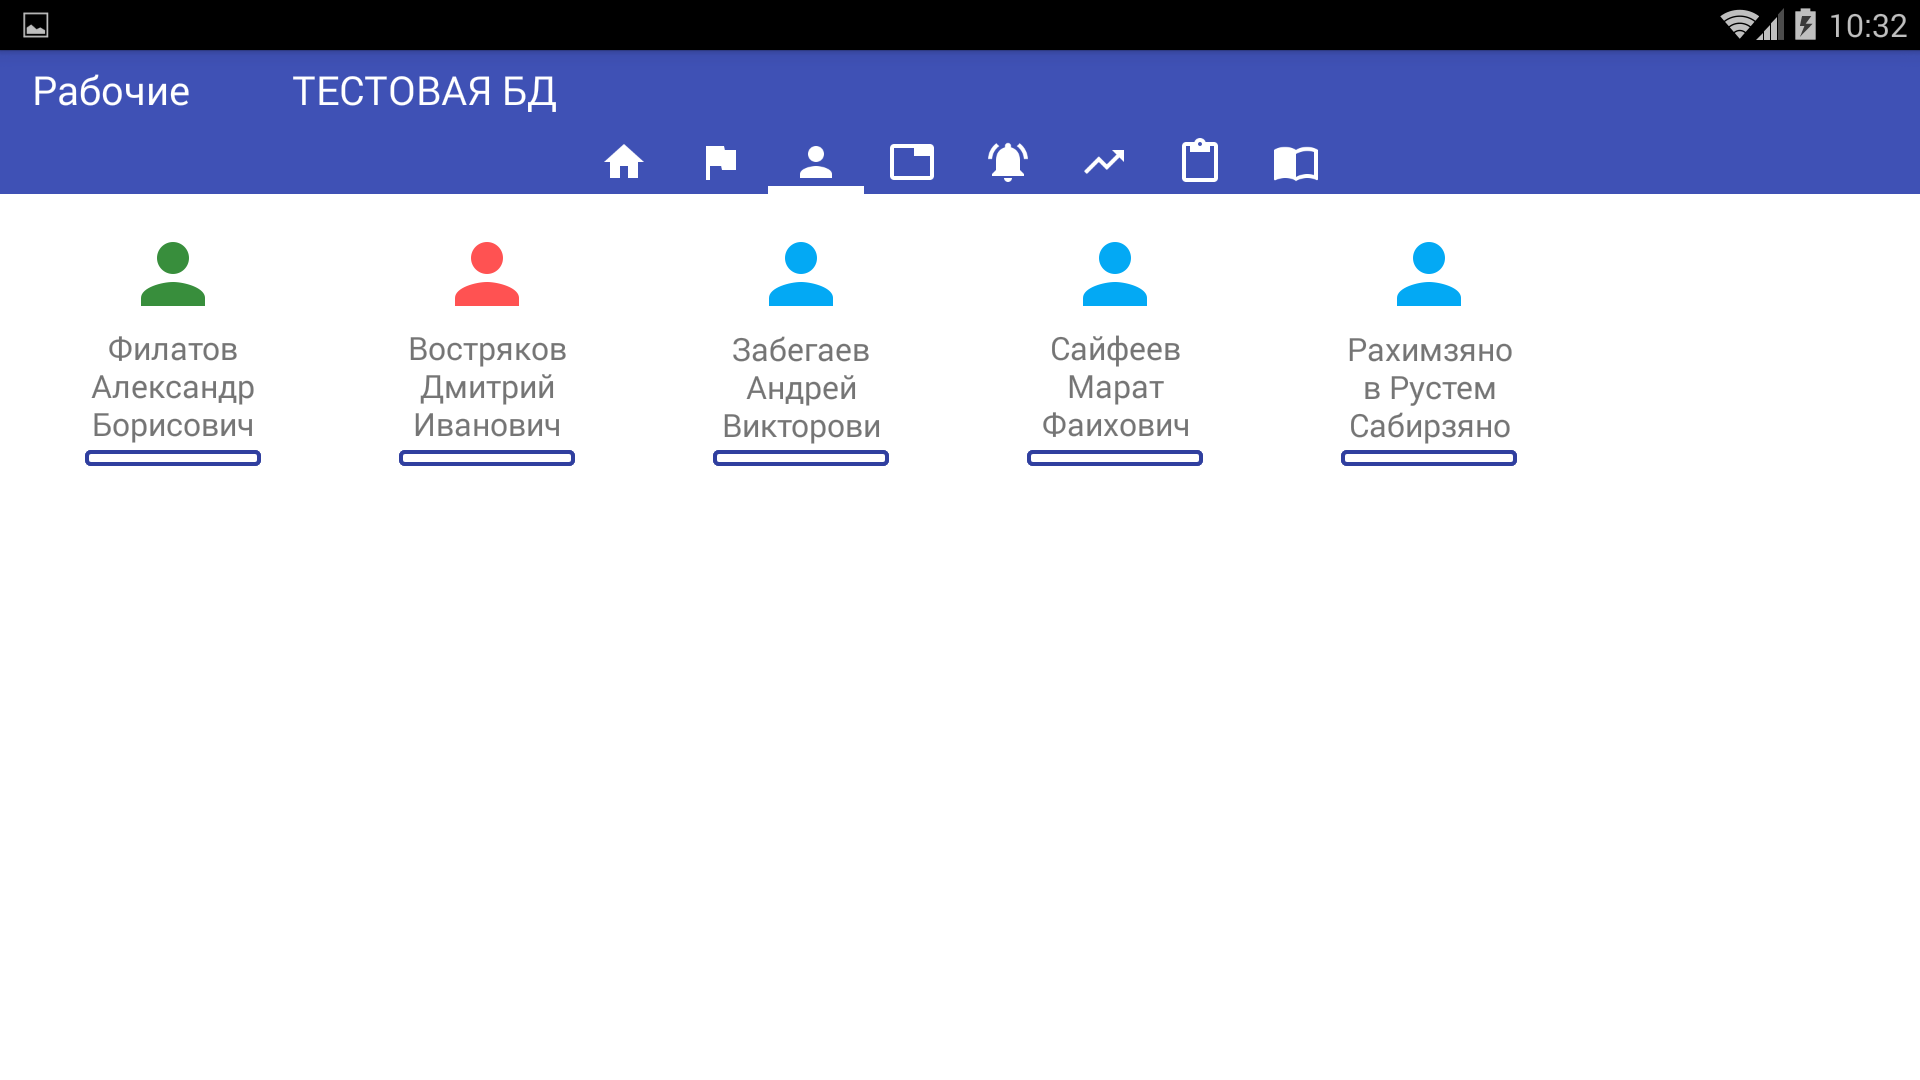 10:32
Рабочие
ТЕСТОВАЯ БД
Филатов
Александр
Борисович
Востряков
Дмитрий
Иванович
Забегаев
Андрей
Викторови
Сайфеев
Марат
Фаихович
Рахимзяно
в Рустем
Сабирзяно